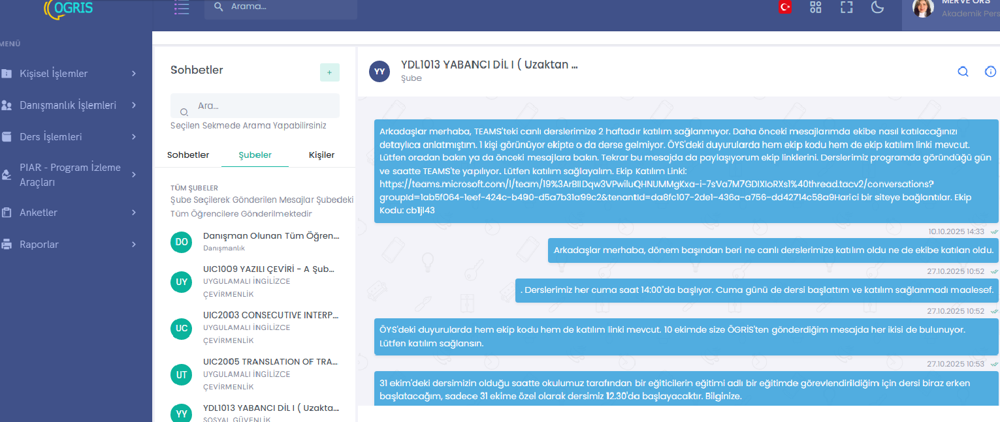 OGRIS
Arama...
MERVE ÖRS
Akademik Pers
MENÜ
Kişisel İşlemler
Danışmanlık İşlemleri
Ders İşlemleri
PIAR - Program İzleme
Araçları
Anketler
Raporlar
Sohbetler
+
Ara...
Seçilen Sekmede Arama Yapabilirsiniz
Sohbetler
Şubeler
Kişiler
TÜM ŞUBELER
Şube Seçilerek Gönderilen Mesajlar Şubedeki
Tüm Öğrencilere Gönderilmektedir
DO
Danışman Olunan Tüm Öğren...
Danışmanlık
UY
UIC1009 YAZILI ÇEVİRİ - A Şub...
UYGULAMALI İNGİLİZCE
ÇEVİRMENLİK
UC
UIC2003 CONSECUTIVE INTERP...
UYGULAMALI İNGİLİZCE
ÇEVİRMENLİK
UT
UIC2005 TRANSLATION OF TRA...
UYGULAMALI İNGİLİZCE
ÇEVİRMENLİK
YY
YDL1013 YABANCI DİL I ( Uzakta...
SOSYAL GÜVENLİK
YY
YDL1013 YABANCI DİL I ( Uzaktan ...
Şube
Arkadaşlar merhaba, TEAMS'teki canlı derslerimize 2 haftadır katılım sağlanmıyor. Daha önceki mesajlarımda ekibe nasıl katılacağınızı
detaylıca anlatmıştım. 1 kişi görünüyor ekipte o da derse gelmiyor. ÖYS'deki duyurularda hem ekip kodu hem de ekip katılım linki mevcut.
Lütfen oradan bakın ya da önceki mesajlara bakın. Tekrar bu mesajda da paylaşıyorum ekip linklerini. Derslerimiz programda göründüğü gün
ve saatte TEAMS'te yapılıyor. Lütfen katılım sağlayalım. Ekip Katılım Linki:
https://teams.microsoft.com/l/team/19%3ArBlIDqw3VPwiluQHNUMMgKxa-i-7sVa7M7GDIXIoRXs1%40thread.tacv2/conversations?
groupId=1ab5f064-1eef-424c-b490-d5a7b31a99c2&tenantId=da8fc107-2de1-436a-a756-dd42714c58a9Harici bir siteye bağlantılar. Ekip
Kodu: cb1jl43
10.10.2025 14:33
Arkadaşlar merhaba, dönem başından beri ne canlı derslerimize katılım oldu ne de ekibe katılan oldu.
27.10.2025 10:52
. Derslerimiz her cuma saat 14:00'da başlıyor. Cuma günü de dersi başlattım ve katılım sağlanmadı maalesef.
27.10.2025 10:52
ÖYS'deki duyurularda hem ekip kodu hem de katılım linki mevcut. 10 ekimde size ÖGRİS'ten gönderdiğim mesajda her ikisi de bulunuyor.
Lütfen katılım sağlansın.
27.10.2025 10:53
31 ekim'deki dersimizin olduğu saatte okulumuz tarafından bir eğiticilerin eğitimi adlı bir eğitimde görevlendirildiğim için dersi biraz erken
başlatacağım, sadece 31 ekime özel olarak dersimiz 12.30'da başlayacaktır. Bilginize.